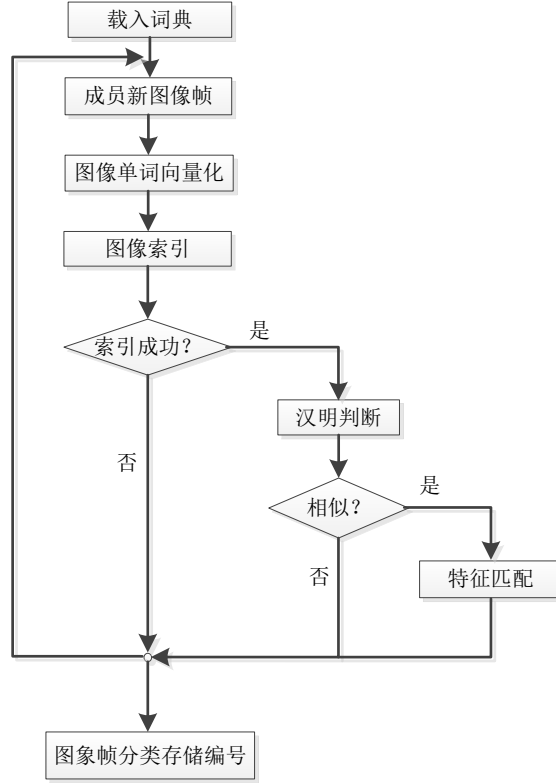 载入词典
成员新图像帧
图像单词向量化
图像索引
索引成功？
是
汉明判断
否
相似？
是
否
特征匹配
图象帧分类存储编号